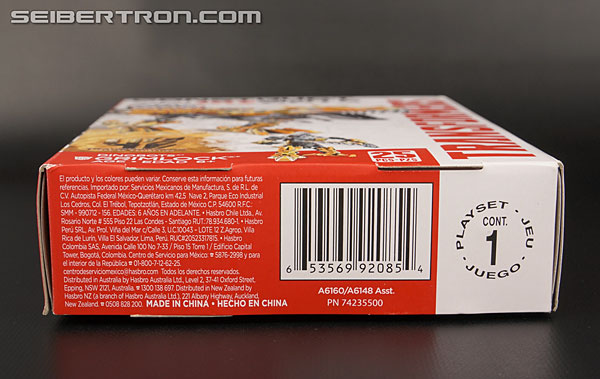 SEIBERTRON.COM
TRANSFORMERS
GRIMLOCK
El producto y los colores pueden variar. Conserve esta información para futuras
referencias. Importado por: Servicios Mexicanos de Manufactura, S. de R.L. de
C.V. Autopista Federal México-Querétaro km 42.5 Nave 2, Parque Eco Industrial
Los Cedros, Col. El Trébol, Tepotzotlán, Estado de México C.P. 54600 R.F.C:
SMM - 990712 - 156. EDADES: 6 AÑOS EN ADELANTE. • Hasbro Chile Ltda., Av.
Rosario Norte # 555 Piso 22 Las Condes - Santiago RUT:78.934.680-1. • Hasbro
Perú SRL, Av. Prol. Viña del Mar c/Calle 3, U.C.10043 - LOTE 12 Z.Agrop. Villa
Rica de Lurín, Villa El Salvador, Lima, Perú. RUC#20523317815. • Hasbro
Colombia SAS, Avenida Calle 100 No 7-33 / Piso 15 Torre 1 / Edificio Capital
Tower, Bogotá, Colombia. Centro de Servicio para México: ☎ 5876-2998 y para
el interior de la República ☎ 01-800-7-12-62-25.
centrodeserviciomexico@hasbro.com Todos los derechos reservados.
Distributed in Australia by Hasbro Australia Ltd., Level 2, 37-41 Oxford Street,
Epping, NSW 2121, Australia. ☎ 1300 138 697. Distributed in New Zealand by
Hasbro NZ (a branch of Hasbro Australia Ltd.), 221 Albany Highway, Auckland,
New Zealand. ☎ 0508 828 200. MADE IN CHINA • HECHO EN CHINA
6 53569 92085 4
A6160/A6148 Asst.
PN 74235500
PLAYSET • JEU • JUEGO •
CONT.
1